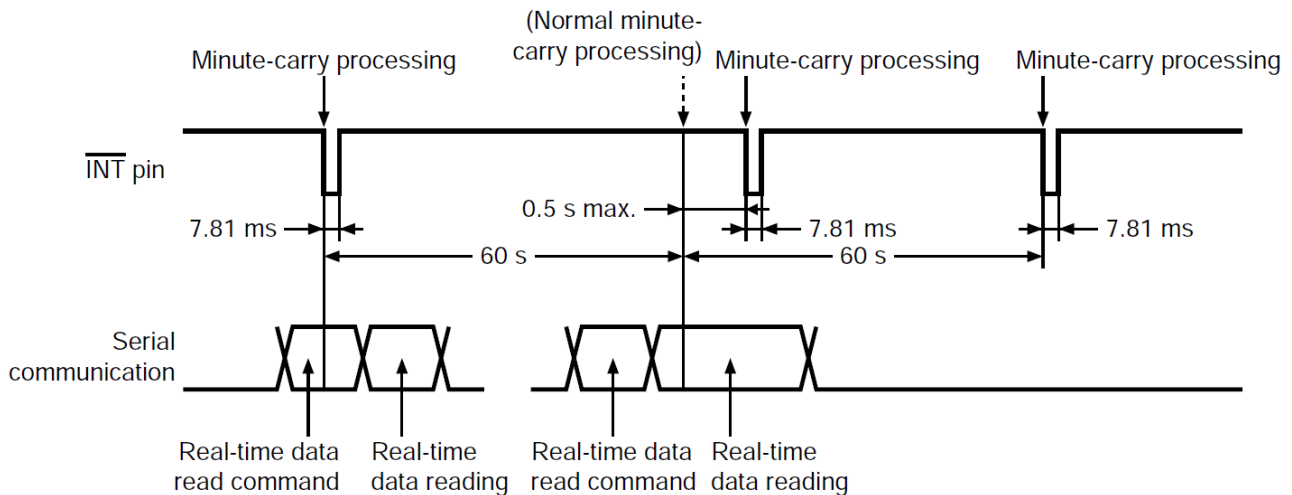 (Normal minute-
carry processing)
Minute-carry processing
Minute-carry processing
Minute-carry processing
INT pin
0.5 s max.
7.81 ms
7.81 ms
7.81 ms
60 s
60 s
Serial
communication
Real-time data
read command
Real-time
data reading
Real-time data
read command
Real-time
data reading